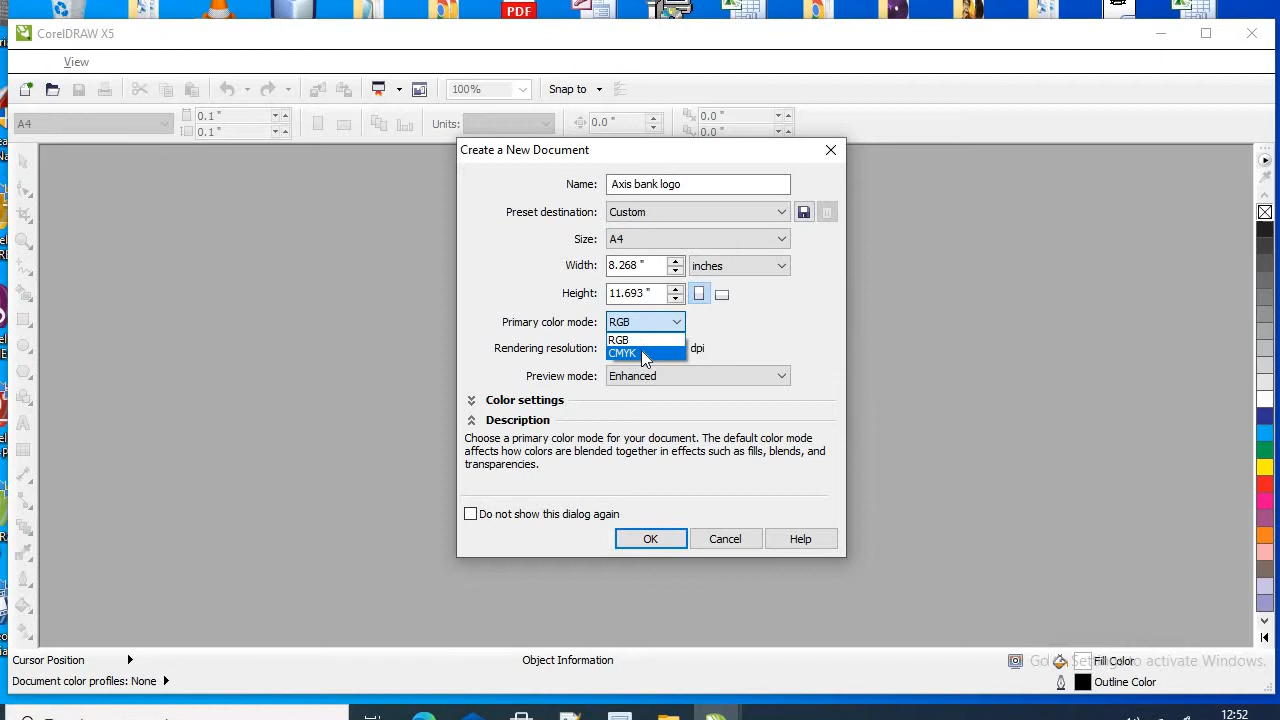 PDF
CorelDRAW X5
View
100%
Snap to
A4
0.1 "
0.1 "
Units:
0.0 "
0.0 "
0.0 "
Create a New Document
Name: Axis bank logo
Preset destination: Custom
Size: A4
Width: 8.268 " inches
Height: 11.693 "
Primary color mode: RGB
RGB
CMYK
Rendering resolution: dpi
Preview mode: Enhanced
Color settings
Description
Choose a primary color mode for your document. The default color mode
affects how colors are blended together in effects such as fills, blends, and
transparencies.
Do not show this dialog again
OK Cancel Help
Cursor Position Object Information Fill Color
Go to Settings to activate Windows.
Document color profiles: None Outline Color
12:52